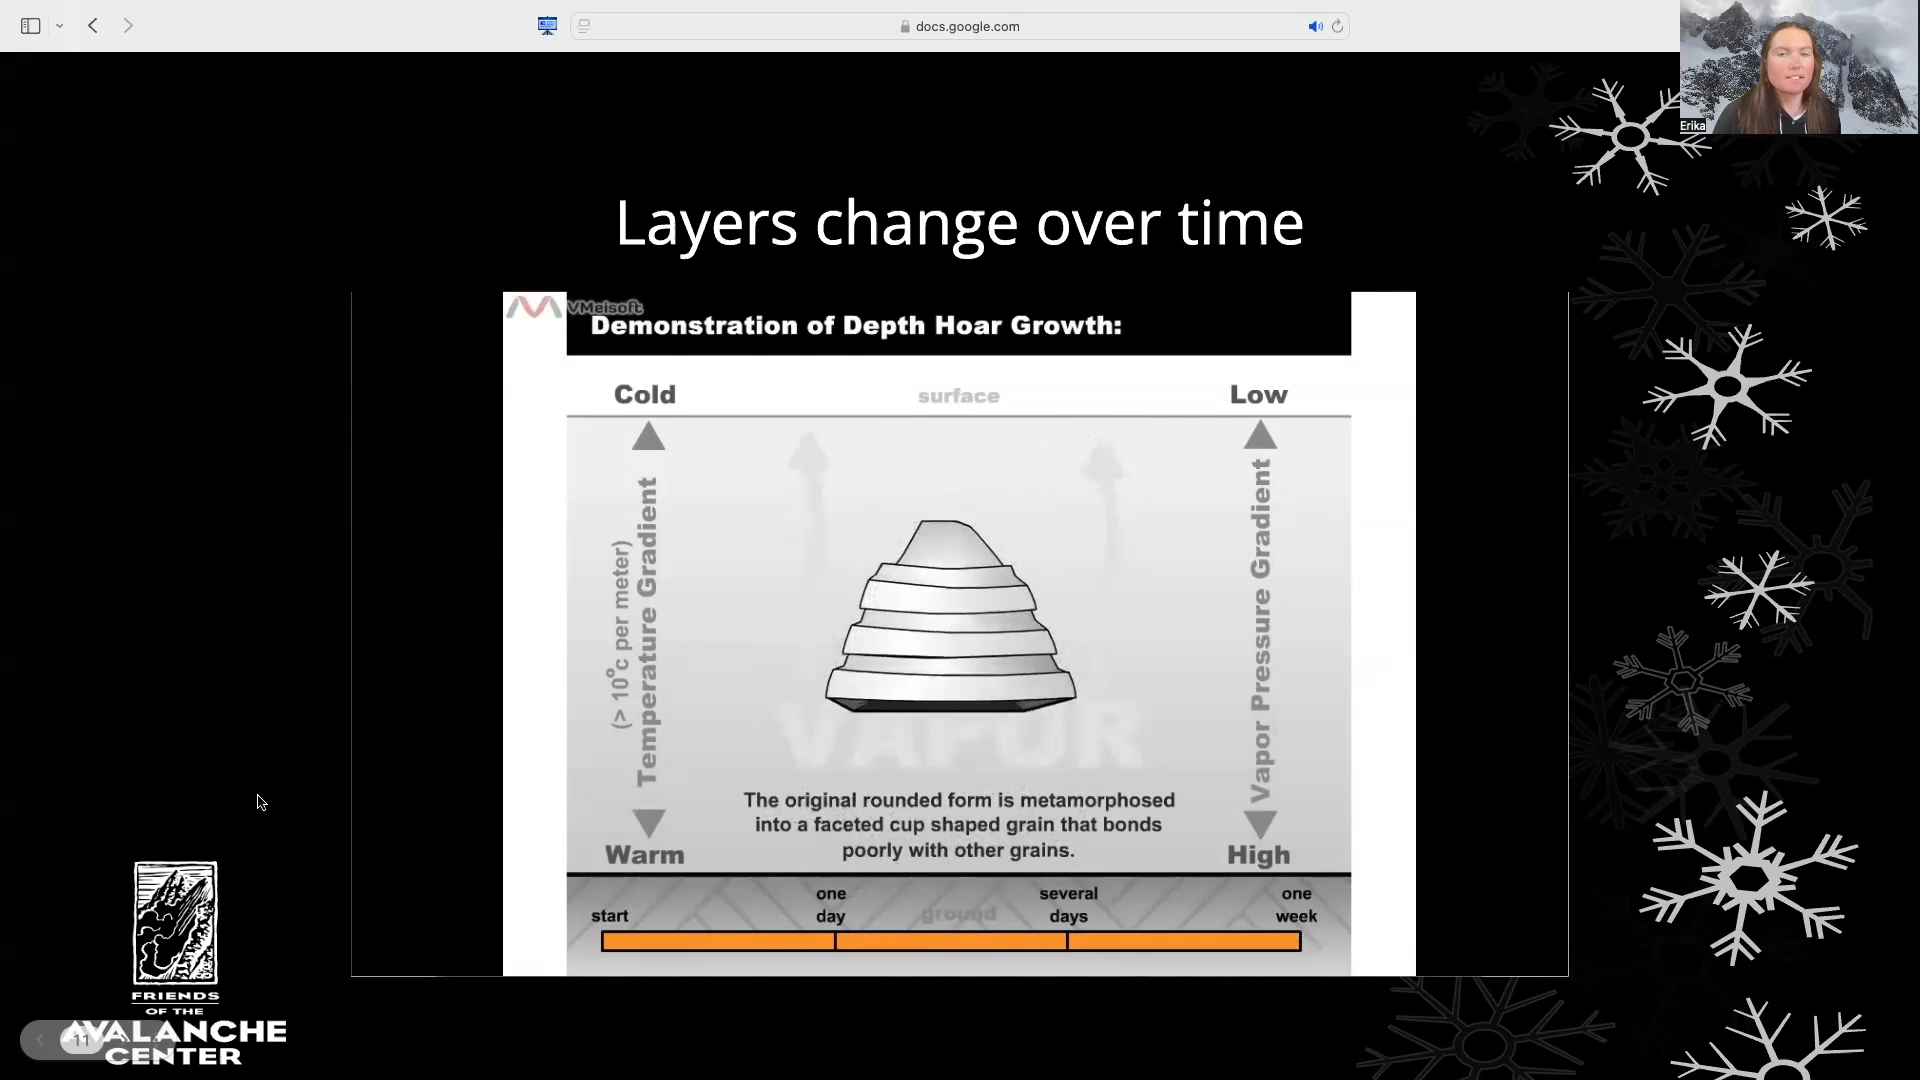 docs.google.com
Erika
Layers change over time
VMeisoft
Demonstration of Depth Hoar Growth:
Cold
surface
Low
(> 10°c per meter)
Temperature Gradient
Vapor Pressure Gradient
VAPOR
The original rounded form is metamorphosed
into a faceted cup shaped grain that bonds
poorly with other grains.
Warm
High
start
one
day
ground
several
days
one
week
FRIENDS
OF THE
AVALANCHE
CENTER
11